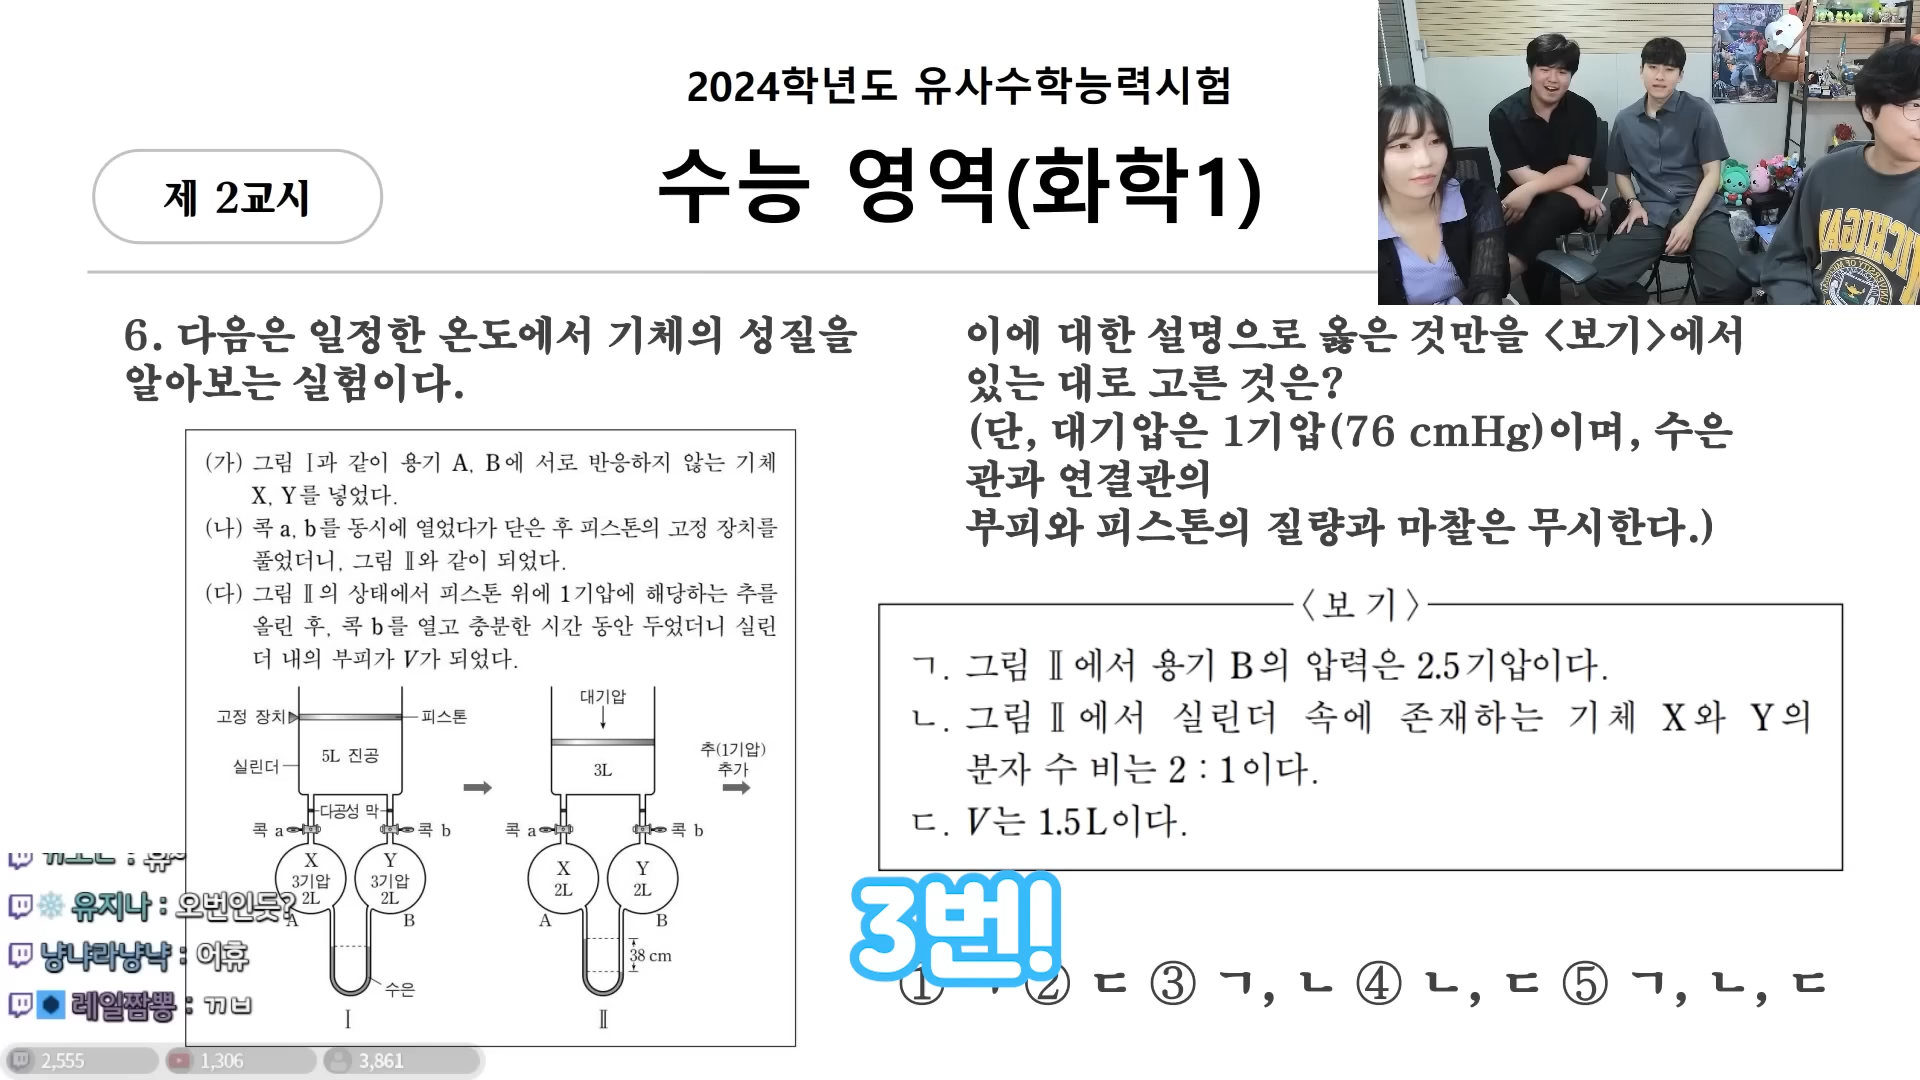 2024학년도 유사수학능력시험
제 2교시
수능 영역(화학1)
6. 다음은 일정한 온도에서 기체의 성질을
알아보는 실험이다.
(가) 그림 Ⅰ과 같이 용기 A, B에 서로 반응하지 않는 기체
X, Y를 넣었다.
(나) 콕 a, b를 동시에 열었다가 닫은 후 피스톤의 고정 장치를
풀었더니, 그림 Ⅱ와 같이 되었다.
(다) 그림 Ⅱ의 상태에서 피스톤 위에 1기압에 해당하는 추를
올린 후, 콕 b를 열고 충분한 시간 동안 두었더니 실린
더 내의 부피가 V가 되었다.
고정 장치
피스톤
5L 진공
실린더
다공성 막
콕 a
콕 b
X
3기압
2L
Y
3기압
2L
A
B
수은
Ⅰ
대기압
3L
콕 a
콕 b
X
2L
Y
2L
A
B
38 cm
Ⅱ
추(1기압)
추가
이에 대한 설명으로 옳은 것만을 <보기>에서
있는 대로 고른 것은?
(단, 대기압은 1기압(76 cmHg)이며, 수은
관과 연결관의
부피와 피스톤의 질량과 마찰은 무시한다.)
<보 기>
ㄱ. 그림 Ⅱ에서 용기 B의 압력은 2.5기압이다.
ㄴ. 그림 Ⅱ에서 실린더 속에 존재하는 기체 X와 Y의
분자 수 비는 2 : 1이다.
ㄷ. V는 1.5L이다.
3번!
① ② ㄷ ③ ㄱ, ㄴ ④ ㄴ, ㄷ ⑤ ㄱ, ㄴ, ㄷ
유지나 : 오번인듯?
냥냐라냥냑 : 어휴
레일짬뽕 : ㄲㅂ
2,555
1,306
3,861
MICHIGAN